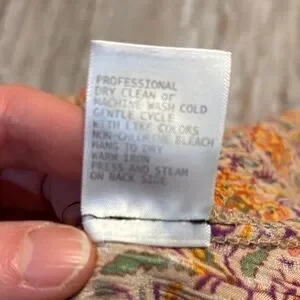 PROFESSIONAL
DRY CLEAN or
MACHINE WASH COLD
GENTLE CYCLE
WITH LIKE COLORS
NON-CHLORINE BLEACH
HANG TO DRY
WARM IRON
PRESS AND STEAM
ON BACK SIDE